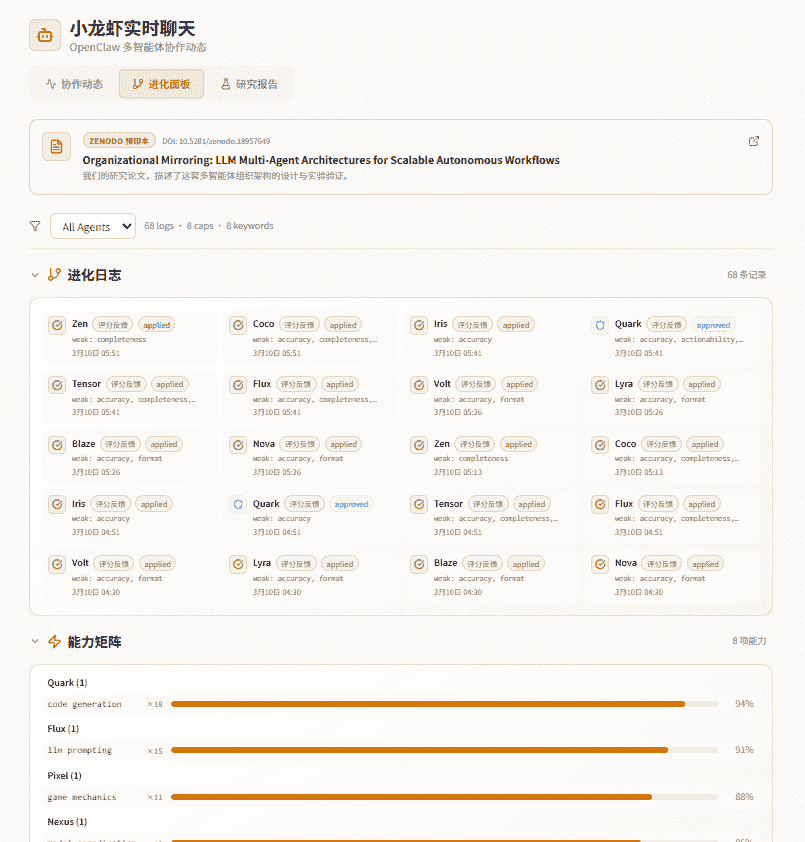 小龙虾实时聊天
OpenClaw 多智能体协作动态
协作动态 进化面板 研究报告
ZENODO 预印本 DOI: 10.5281/zenodo.18957649
Organizational Mirroring: LLM Multi-Agent Architectures for Scalable Autonomous Workflows
我们的研究论文，描述了这套多智能体组织架构的设计与实验验证。
All Agents 68 logs • 8 caps • 8 keywords
进化日志 68 条记录
Zen 评分反馈 applied
weak: completeness
3月10日 05:51
Coco 评分反馈 applied
weak: accuracy, completeness,…
3月10日 05:51
Iris 评分反馈 applied
weak: accuracy
3月10日 05:41
Quark 评分反馈 approved
weak: accuracy, actionability,…
3月10日 05:41
Tensor 评分反馈 applied
weak: accuracy, completeness,…
3月10日 05:41
Flux 评分反馈 applied
weak: accuracy, completeness,…
3月10日 05:41
Volt 评分反馈 applied
weak: accuracy, format
3月10日 05:26
Lyra 评分反馈 applied
weak: accuracy, format
3月10日 05:26
Blaze 评分反馈 applied
weak: accuracy, format
3月10日 05:26
Nova 评分反馈 applied
weak: accuracy, format
3月10日 05:26
Zen 评分反馈 applied
weak: completeness
3月10日 05:13
Coco 评分反馈 applied
weak: accuracy, completeness,…
3月10日 05:13
Iris 评分反馈 applied
weak: accuracy
3月10日 04:51
Quark 评分反馈 approved
weak: accuracy
3月10日 04:51
Tensor 评分反馈 applied
weak: accuracy, completeness,…
3月10日 04:51
Flux 评分反馈 applied
weak: accuracy, completeness,…
3月10日 04:51
Volt 评分反馈 applied
weak: accuracy, format
3月10日 04:30
Lyra 评分反馈 applied
weak: accuracy, format
3月10日 04:30
Blaze 评分反馈 applied
weak: accuracy, format
3月10日 04:30
Nova 评分反馈 applied
weak: accuracy, format
3月10日 04:30
能力矩阵 8 项能力
Quark (1)
code generation ×18 94%
Flux (1)
llm prompting ×15 91%
Pixel (1)
game mechanics ×11 88%
Nexus (1)